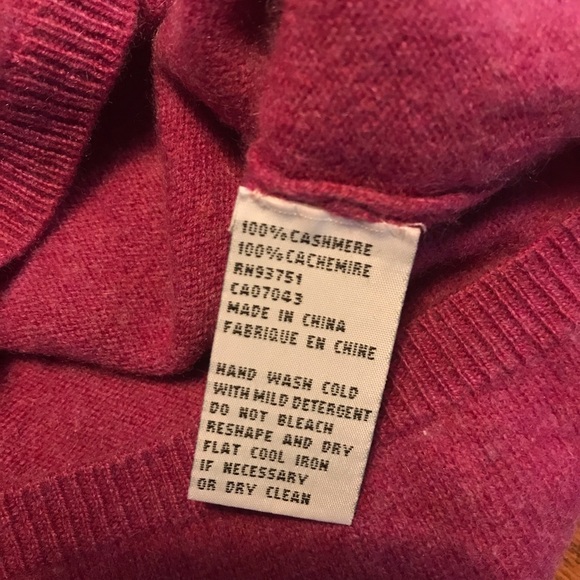 100% CASHMERE
100% CACHEMIRE
RN93751
CA07043
MADE IN CHINA
FABRIQUE EN CHINE
HAND WASH COLD
WITH MILD DETERGENT
DO NOT BLEACH
RESHAPE AND DRY
FLAT COOL IRON
IF NECESSARY
OR DRY CLEAN